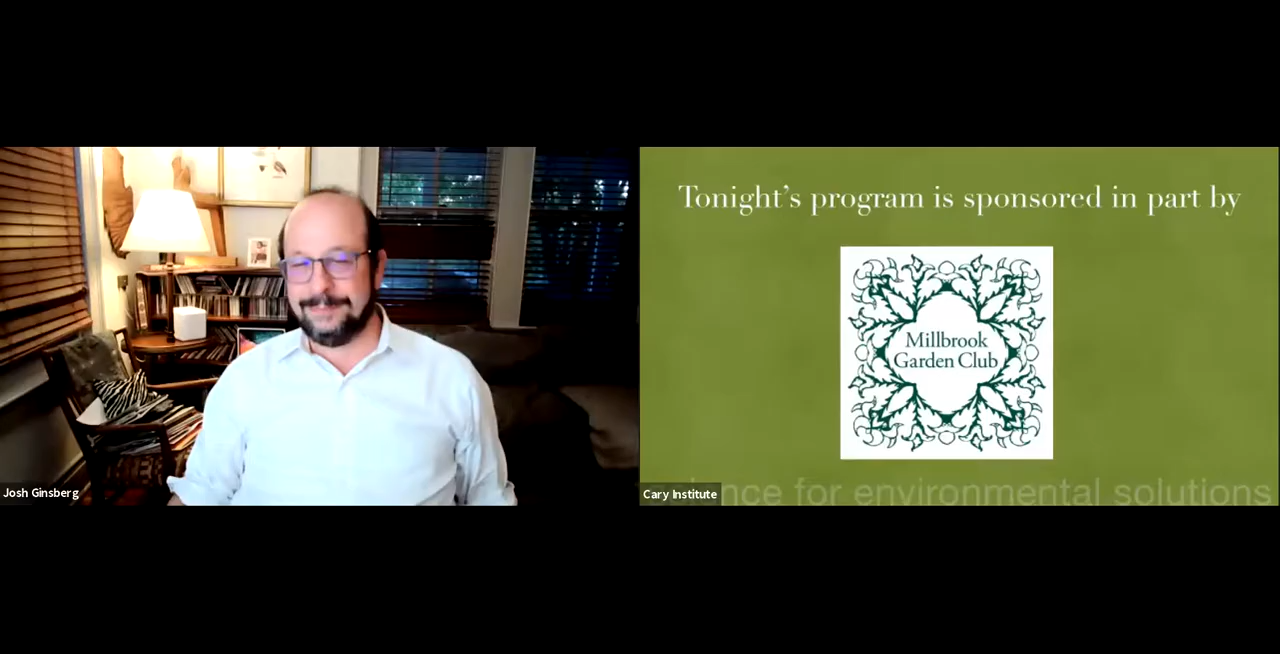 Tonight's program is sponsored in part by
Millbrook
Garden Club
for environmental solutions
Josh Ginsberg
Cary Institute